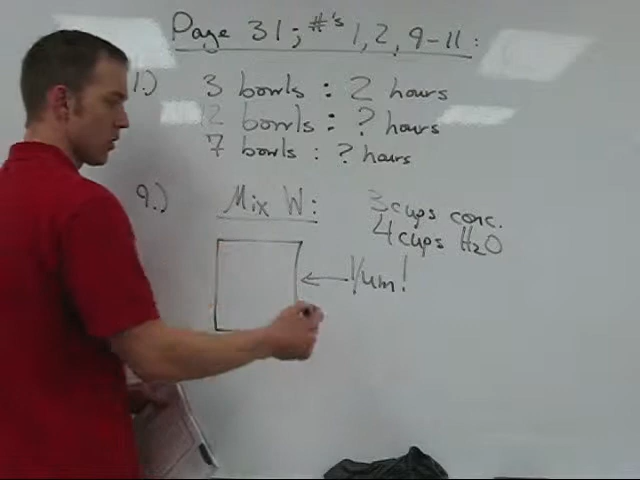 Page 31; #'s 1, 2, 9-11:
1.) 3 bowls : 2 hours
2 bowls : ? hours
7 bowls : ? hours
9.) Mix W: 3 cups conc.
4 cups H2O
Yum!